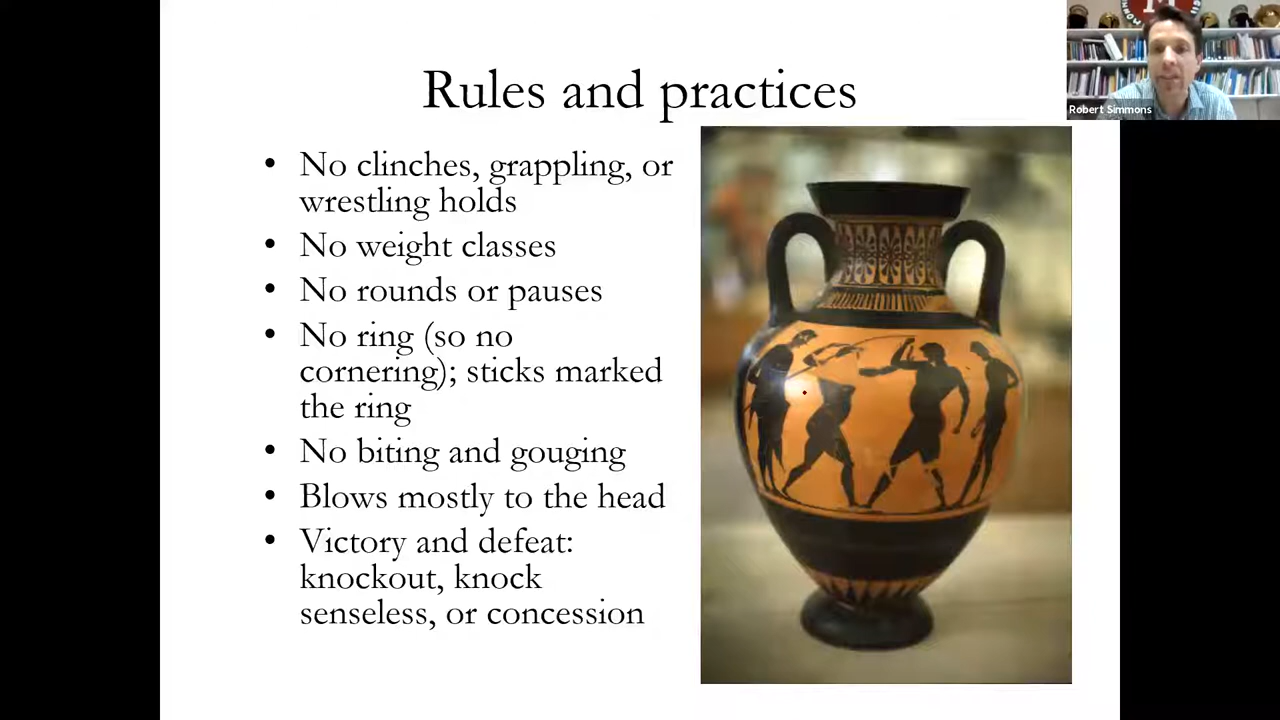 Rules and practices
• No clinches, grappling, or
wrestling holds
• No weight classes
• No rounds or pauses
• No ring (so no
cornering); sticks marked
the ring
• No biting and gouging
• Blows mostly to the head
• Victory and defeat:
knockout, knock
senseless, or concession
Robert Simmons